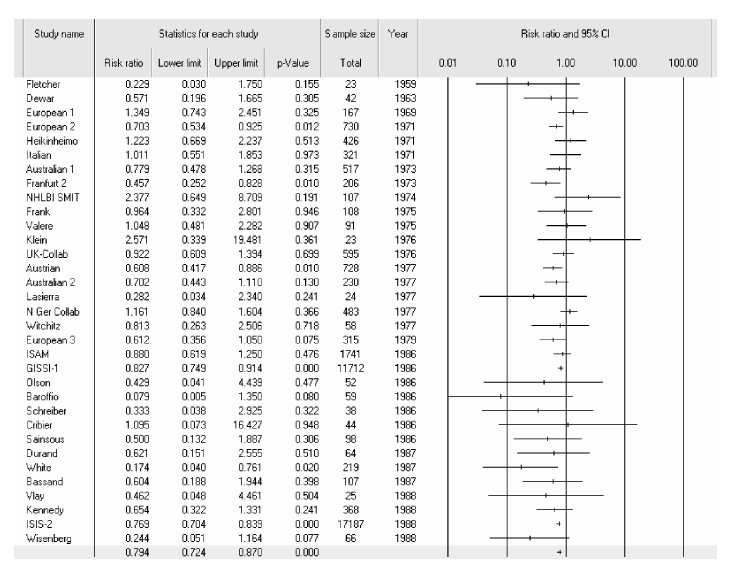 Study name Statistics for each study Sample size Year Risk ratio and 95% CI
Risk ratio Lower limit Upper limit p-Value Total 0.01 0.10 1.00 10.00 100.00
Fletcher 0.229 0.030 1.750 0.155 23 1959
Dewar 0.571 0.196 1.665 0.305 42 1963
European 1 1.349 0.743 2.451 0.325 167 1969
European 2 0.703 0.534 0.925 0.012 730 1971
Heikinheimo 1.223 0.669 2.237 0.513 426 1971
Italian 1.011 0.551 1.853 0.973 321 1971
Australian 1 0.779 0.478 1.268 0.315 517 1973
Franfurt 2 0.457 0.252 0.828 0.010 206 1973
NHLBI SMIT 2.377 0.649 8.709 0.191 107 1974
Frank 0.964 0.332 2.801 0.946 108 1975
Valere 1.048 0.481 2.282 0.907 91 1975
Klein 2.571 0.339 19.481 0.361 23 1976
UK-Collab 0.922 0.609 1.394 0.699 595 1976
Austrian 0.608 0.417 0.886 0.010 728 1977
Australian 2 0.702 0.443 1.110 0.130 230 1977
Lasierra 0.282 0.034 2.340 0.241 24 1977
N Ger Collab 1.161 0.840 1.604 0.366 483 1977
Witchitz 0.813 0.263 2.506 0.718 58 1977
European 3 0.612 0.356 1.050 0.075 315 1979
ISAM 0.880 0.619 1.250 0.476 1741 1986
GISSI-1 0.827 0.749 0.914 0.000 11712 1986
Olson 0.429 0.041 4.439 0.477 52 1986
Baroffio 0.079 0.005 1.350 0.080 59 1986
Schreiber 0.333 0.038 2.925 0.322 38 1986
Cribier 1.095 0.073 16.427 0.948 44 1986
Sainsous 0.500 0.132 1.887 0.306 98 1986
Durand 0.621 0.151 2.555 0.510 64 1987
White 0.174 0.040 0.761 0.020 219 1987
Bassand 0.604 0.188 1.944 0.398 107 1987
Vlay 0.462 0.048 4.461 0.504 25 1988
Kennedy 0.654 0.322 1.331 0.241 368 1988
ISIS-2 0.769 0.704 0.839 0.000 17187 1988
Wisenberg 0.244 0.051 1.164 0.077 66 1988
0.794 0.724 0.870 0.000